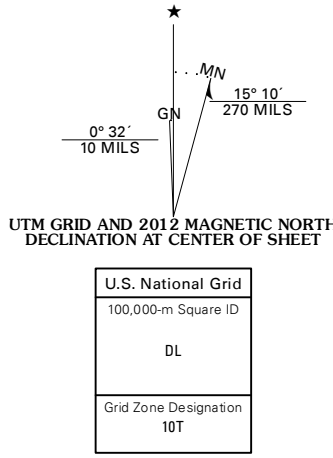 ★
MN
15° 10´
270 MILS
GN
0° 32´
10 MILS
UTM GRID AND 2012 MAGNETIC NORTH
DECLINATION AT CENTER OF SHEET
U.S. National Grid
100,000-m Square ID
DL
Grid Zone Designation
10T